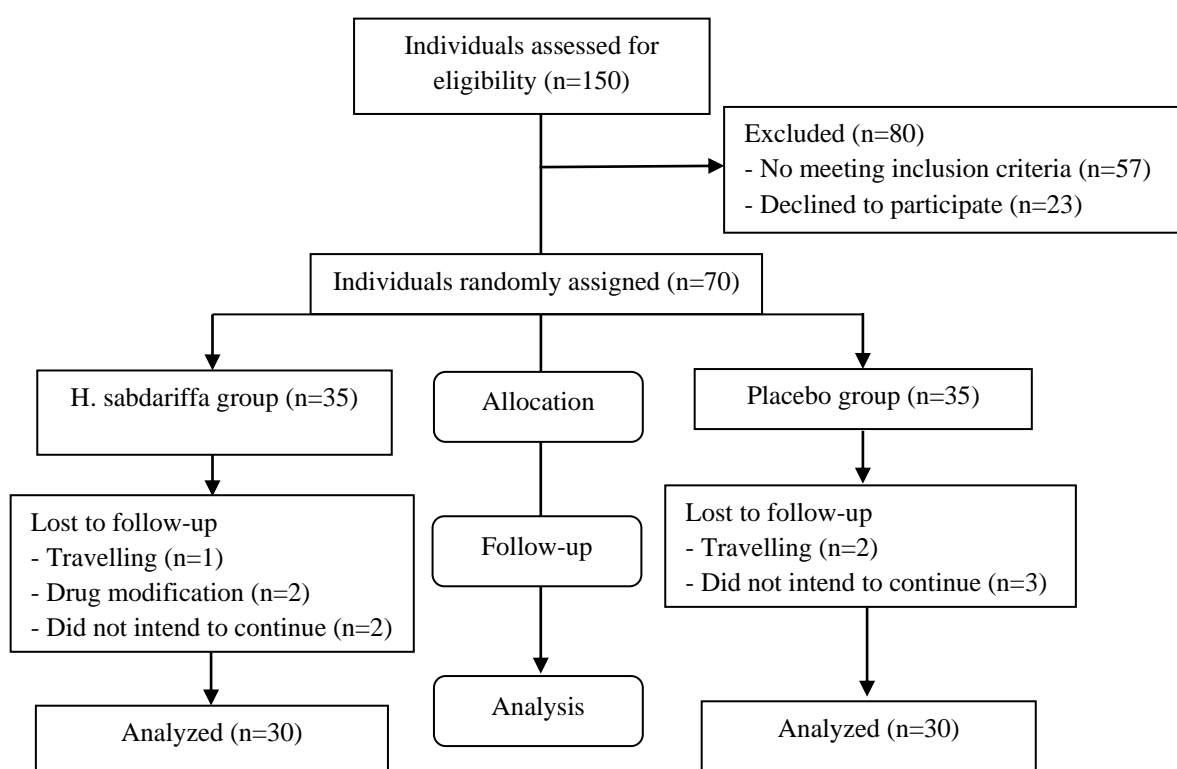 Individuals assessed for
eligibility (n=150)
Excluded (n=80)
- No meeting inclusion criteria (n=57)
- Declined to participate (n=23)
Individuals randomly assigned (n=70)
H. sabdariffa group (n=35)
Allocation
Placebo group (n=35)
Lost to follow-up
- Travelling (n=1)
- Drug modification (n=2)
- Did not intend to continue (n=2)
Follow-up
Lost to follow-up
- Travelling (n=2)
- Did not intend to continue (n=3)
Analyzed (n=30)
Analysis
Analyzed (n=30)